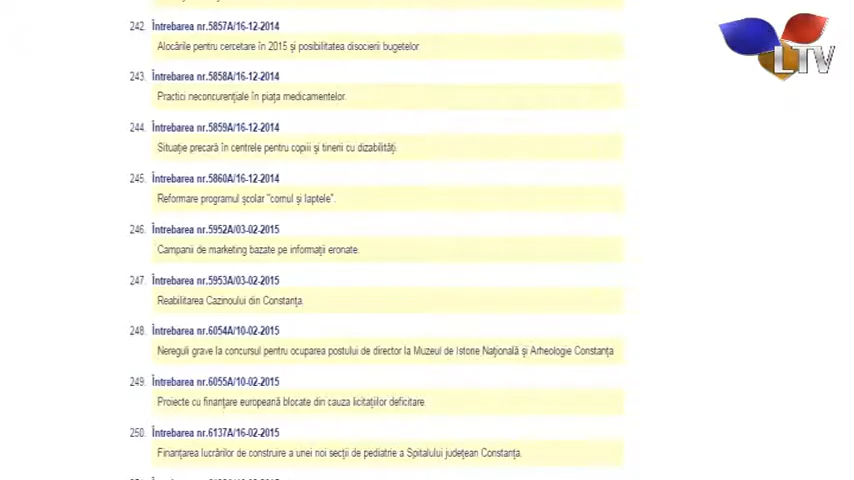 242. Întrebarea nr.5857A/16-12-2014
Alocările pentru cercetare în 2015 și posibilitatea disocierii bugetelor
243. Întrebarea nr.5858A/16-12-2014
Practici neconcurențiale în piața medicamentelor.
244. Întrebarea nr.5859A/16-12-2014
Situație precară în centrele pentru copiii și tinerii cu dizabilități.
245. Întrebarea nr.5860A/16-12-2014
Reformare programul școlar "cornul și laptele".
246. Întrebarea nr.5952A/03-02-2015
Campanii de marketing bazate pe informații eronate.
247. Întrebarea nr.5953A/03-02-2015
Reabilitarea Cazinoului din Constanța.
248. Întrebarea nr.6054A/10-02-2015
Nereguli grave la concursul pentru ocuparea postului de director la Muzeul de Istorie Națională și Arheologie Constanța
249. Întrebarea nr.6055A/10-02-2015
Proiecte cu finanțare europeană blocate din cauza licitațiilor deficitare.
250. Întrebarea nr.6137A/16-02-2015
Finanțarea lucrărilor de construire a unei noi secții de pediatrie a Spitalului județean Constanța.
LTV